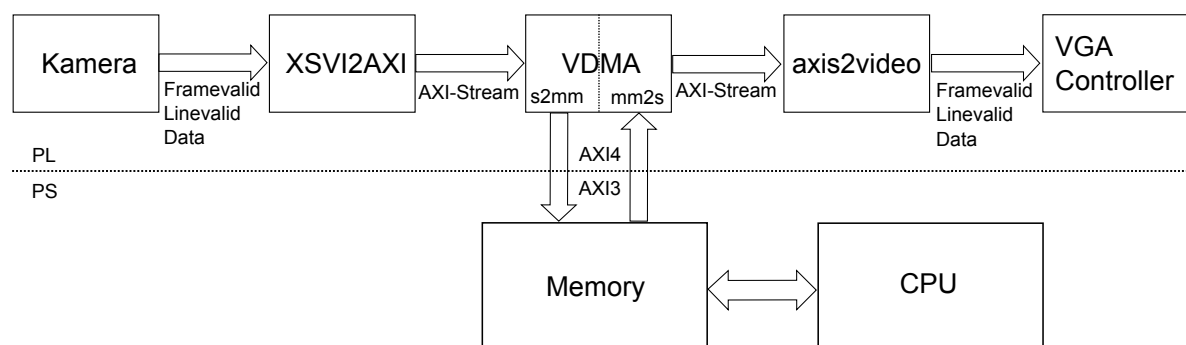 Kamera
Framevalid
Linevalid
Data
XSVI2AXI
AXI-Stream
VDMA
s2mm
mm2s
AXI-Stream
axis2video
Framevalid
Linevalid
Data
VGA
Controller
PL
AXI4
PS
AXI3
Memory
CPU